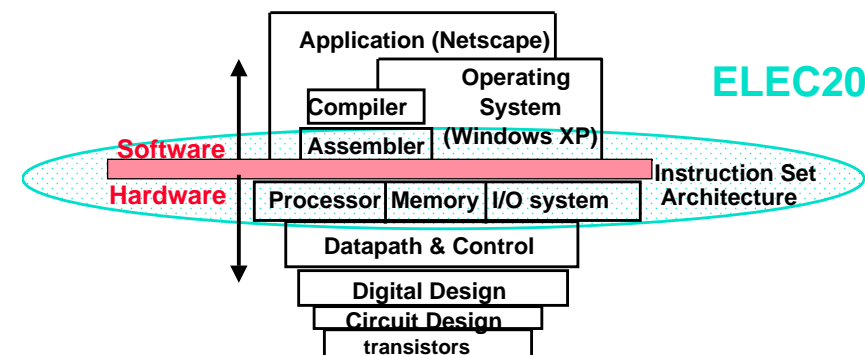 Application (Netscape)
Operating
System
(Windows XP)
ELEC20
Compiler
Assembler
Software
Hardware
Instruction Set
Architecture
Processor
Memory
I/O system
Datapath & Control
Digital Design
Circuit Design
transistors